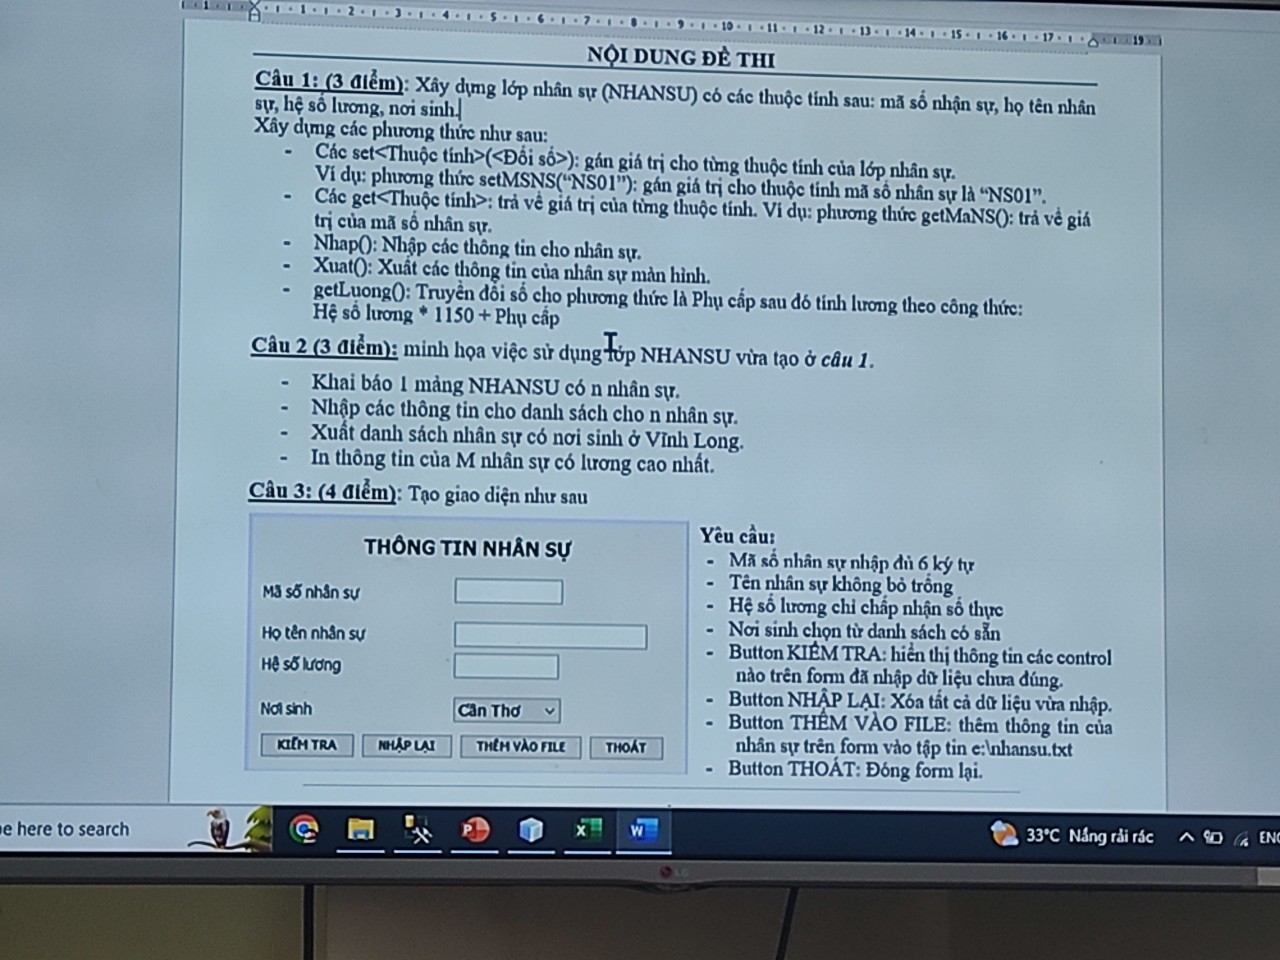 NỘI DUNG ĐỀ THI
Câu 1: (3 điểm): Xây dựng lớp nhân sự (NHANSU) có các thuộc tính sau: mã số nhận sự, họ tên nhân
sự, hệ số lương, nơi sinh.
Xây dựng các phương thức như sau:
- Các set<Thuộc tính>(<Đối số>): gán giá trị cho từng thuộc tính của lớp nhân sự.
Ví dụ: phương thức setMSNS(“NS01”): gán giá trị cho thuộc tính mã số nhân sự là “NS01”.
- Các get<Thuộc tính>: trả về giá trị của từng thuộc tính. Ví dụ: phương thức getMaNS(): trả về giá
trị của mã số nhân sự.
- Nhap(): Nhập các thông tin cho nhân sự.
- Xuat(): Xuất các thông tin của nhân sự màn hình.
- getLuong(): Truyền đối số cho phương thức là Phụ cấp sau đó tính lương theo công thức:
Hệ số lương * 1150 + Phụ cấp
Câu 2 (3 điểm): minh họa việc sử dụng lớp NHANSU vừa tạo ở câu 1.
- Khai báo 1 mảng NHANSU có n nhân sự.
- Nhập các thông tin cho danh sách cho n nhân sự.
- Xuất danh sách nhân sự có nơi sinh ở Vĩnh Long.
- In thông tin của M nhân sự có lương cao nhất.
Câu 3: (4 điểm): Tạo giao diện như sau
THÔNG TIN NHÂN SỰ
Mã số nhân sự
Họ tên nhân sự
Hệ số lương
Nơi sinh
Cần Thơ
KIỂM TRA NHẬP LẠI THÊM VÀO FILE THOÁT
Yêu cầu:
- Mã số nhân sự nhập đủ 6 ký tự
- Tên nhân sự không bỏ trống
- Hệ số lương chỉ chấp nhận số thực
- Nơi sinh chọn từ danh sách có sẵn
- Button KIỂM TRA: hiển thị thông tin các control
nào trên form đã nhập dữ liệu chưa đúng.
- Button NHẬP LẠI: Xóa tất cả dữ liệu vừa nhập.
- Button THÊM VÀO FILE: thêm thông tin của
nhân sự trên form vào tập tin e:\nhansu.txt
- Button THOÁT: Đóng form lại.
e here to search
33°C Nắng rải rác
ENG
LG